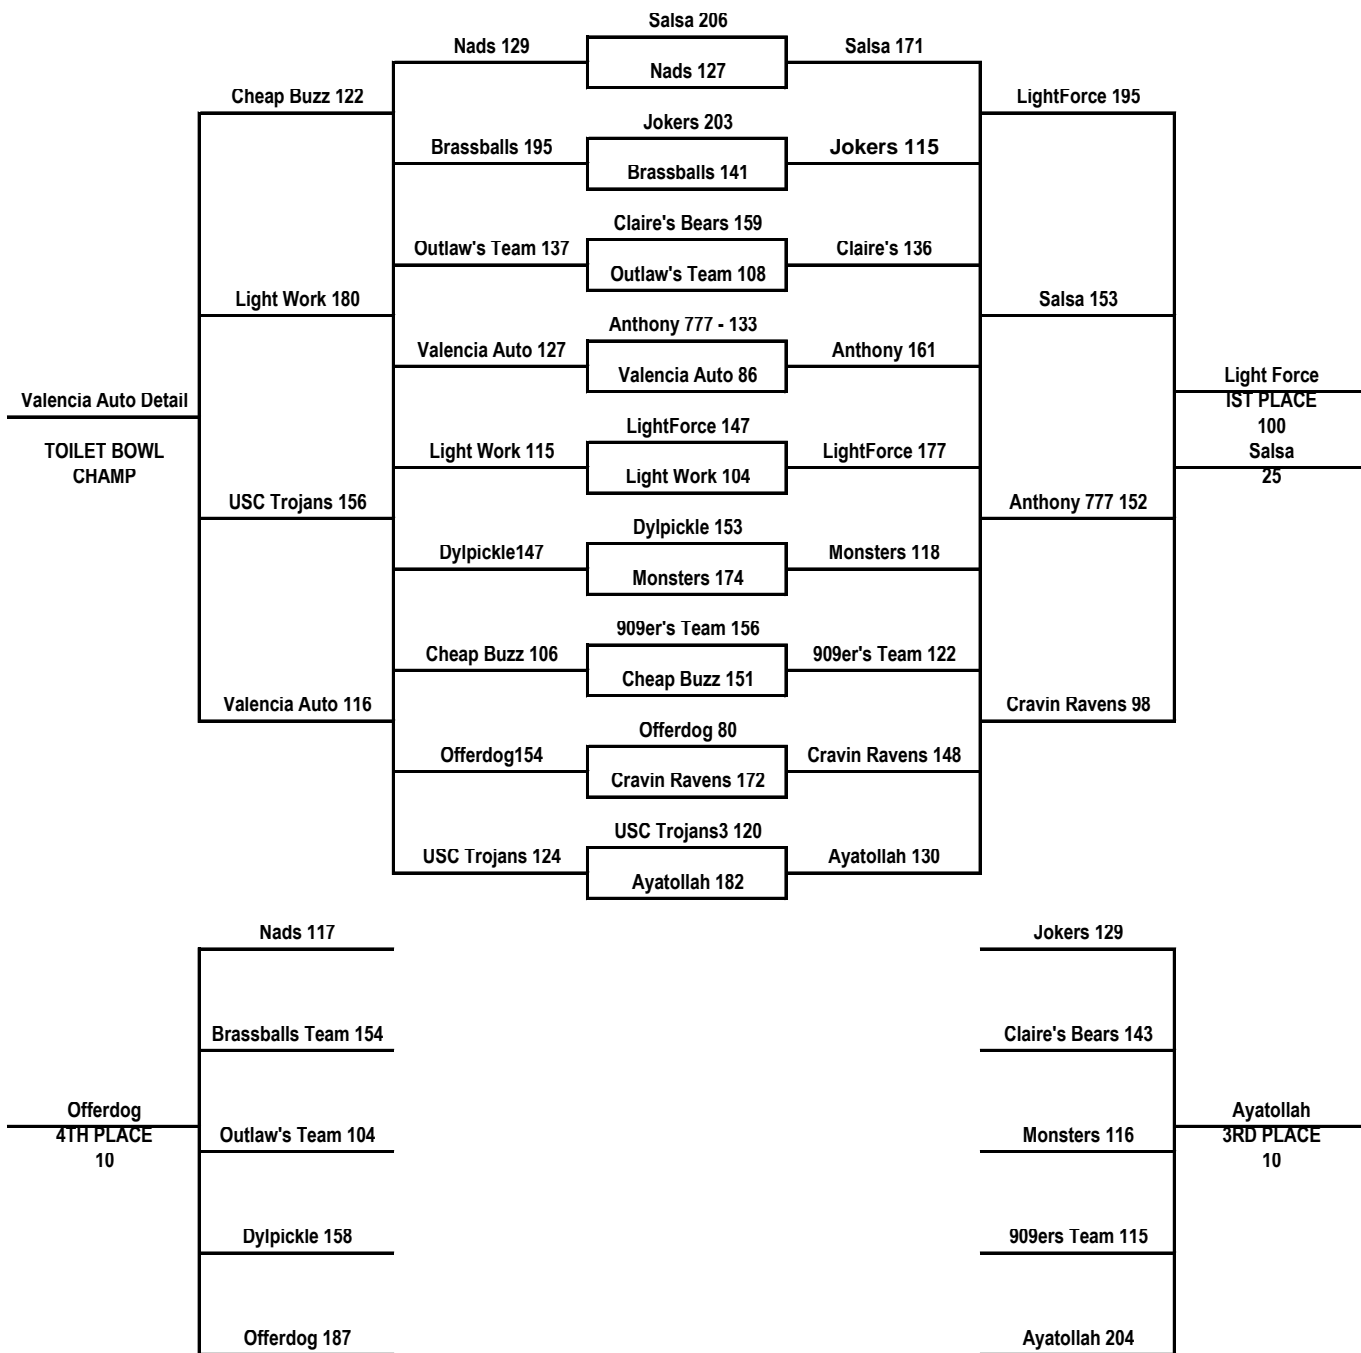 Salsa 206
Nads 129
Salsa 171
Nads 127
Cheap Buzz 122
LightForce 195
Jokers 203
Brassballs 195
Jokers 115
Brassballs 141
Claire's Bears 159
Outlaw's Team 137
Claire's 136
Outlaw's Team 108
Light Work 180
Salsa 153
Anthony 777 - 133
Valencia Auto 127
Anthony 161
Valencia Auto 86
Light Force
Valencia Auto Detail
IST PLACE
100
LightForce 147
TOILET BOWL
Light Work 115
LightForce 177
Salsa
CHAMP
Light Work 104
25
USC Trojans 156
Anthony 777 152
Dylpickle 153
Dylpickle147
Monsters 118
Monsters 174
909er's Team 156
Cheap Buzz 106
909er's Team 122
Cheap Buzz 151
Valencia Auto 116
Cravin Ravens 98
Offerdog 80
Offerdog154
Cravin Ravens 148
Cravin Ravens 172
USC Trojans3 120
USC Trojans 124
Ayatollah 130
Ayatollah 182
Nads 117
Jokers 129
Brassballs Team 154
Claire's Bears 143
Offerdog
Ayatollah
4TH PLACE
Outlaw's Team 104
Monsters 116
3RD PLACE
10
10
Dylpickle 158
909ers Team 115
Offerdog 187
Ayatollah 204